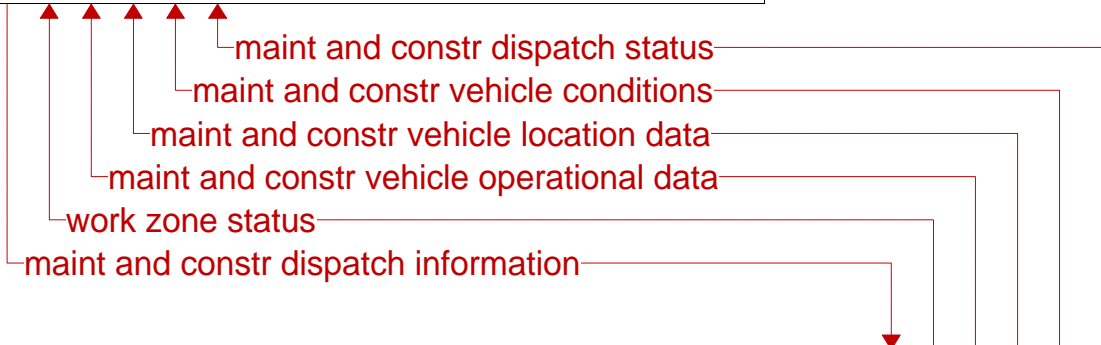 maint and constr dispatch status
maint and constr vehicle conditions
maint and constr vehicle location data
maint and constr vehicle operational data
work zone status
maint and constr dispatch information